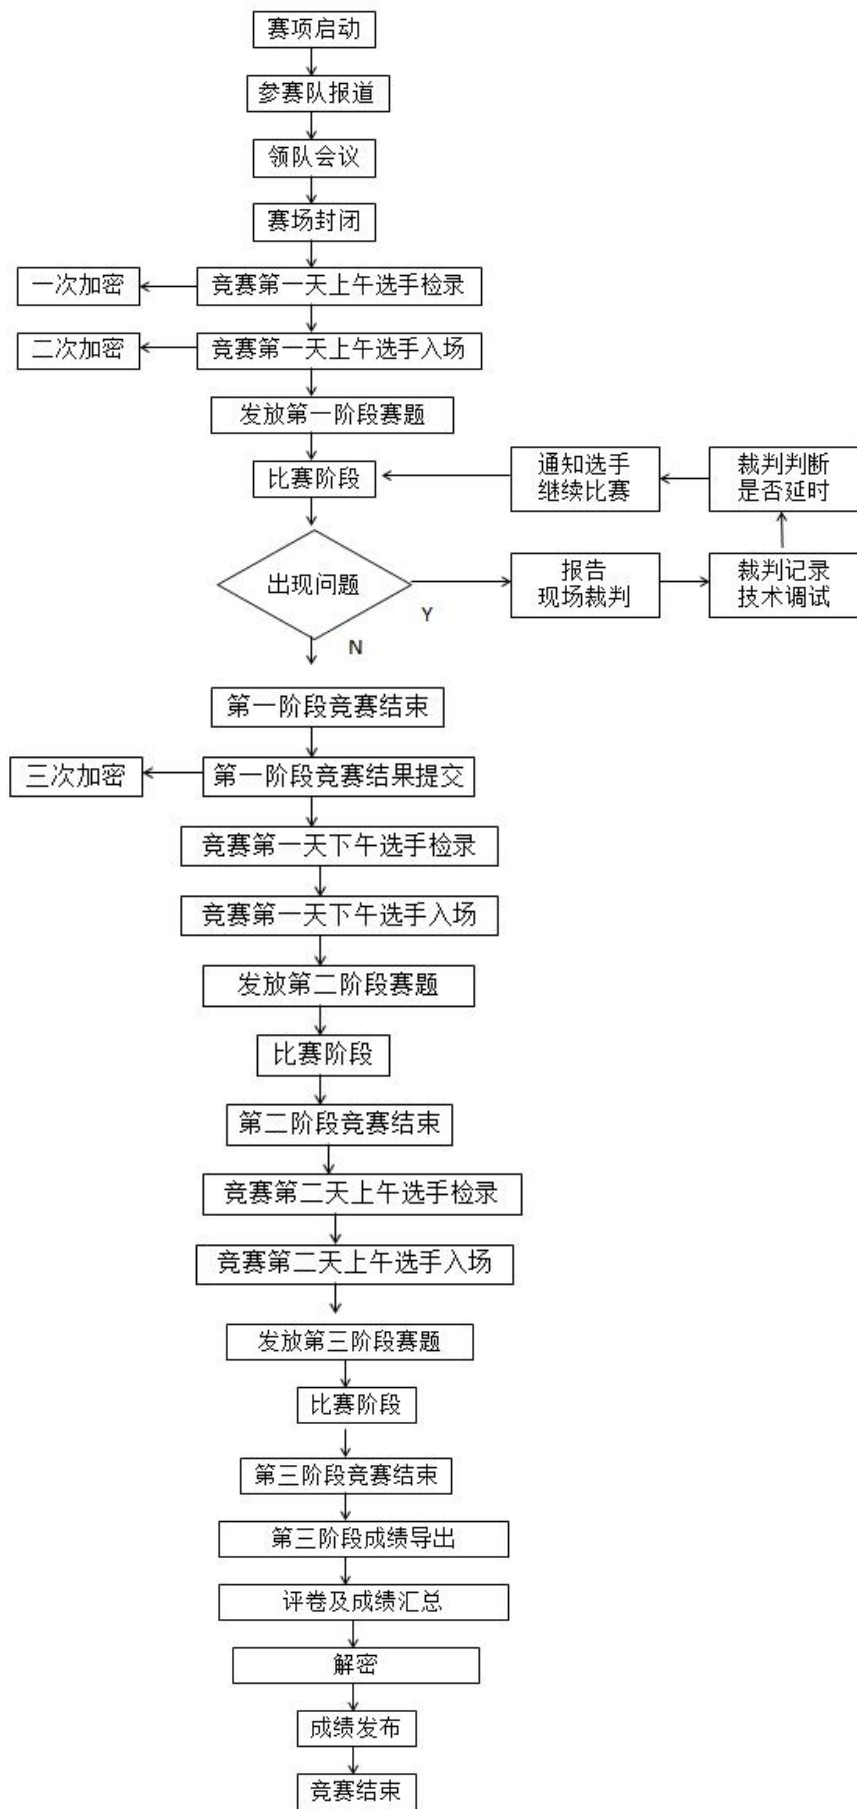 赛项启动
参赛队报道
领队会议
赛场封闭
一次加密
竞赛第一天上午选手检录
二次加密
竞赛第一天上午选手入场
发放第一阶段赛题
比赛阶段
通知选手
继续比赛
裁判判断
是否延时
出现问题
Y
报告
现场裁判
裁判记录
技术调试
N
第一阶段竞赛结束
三次加密
第一阶段竞赛结果提交
竞赛第一天下午选手检录
竞赛第一天下午选手入场
发放第二阶段赛题
比赛阶段
第二阶段竞赛结束
竞赛第二天上午选手检录
竞赛第二天上午选手入场
发放第三阶段赛题
比赛阶段
第三阶段竞赛结束
第三阶段成绩导出
评卷及成绩汇总
解密
成绩发布
竞赛结束